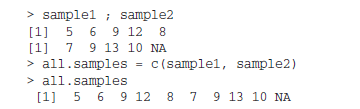 > sample1 ; sample2
[1]  5  6  9 12  8
[1]  7  9 13 10 NA
> all.samples = c(sample1, sample2)
> all.samples
[1]  5  6  9 12  8  7  9 13 10 NA